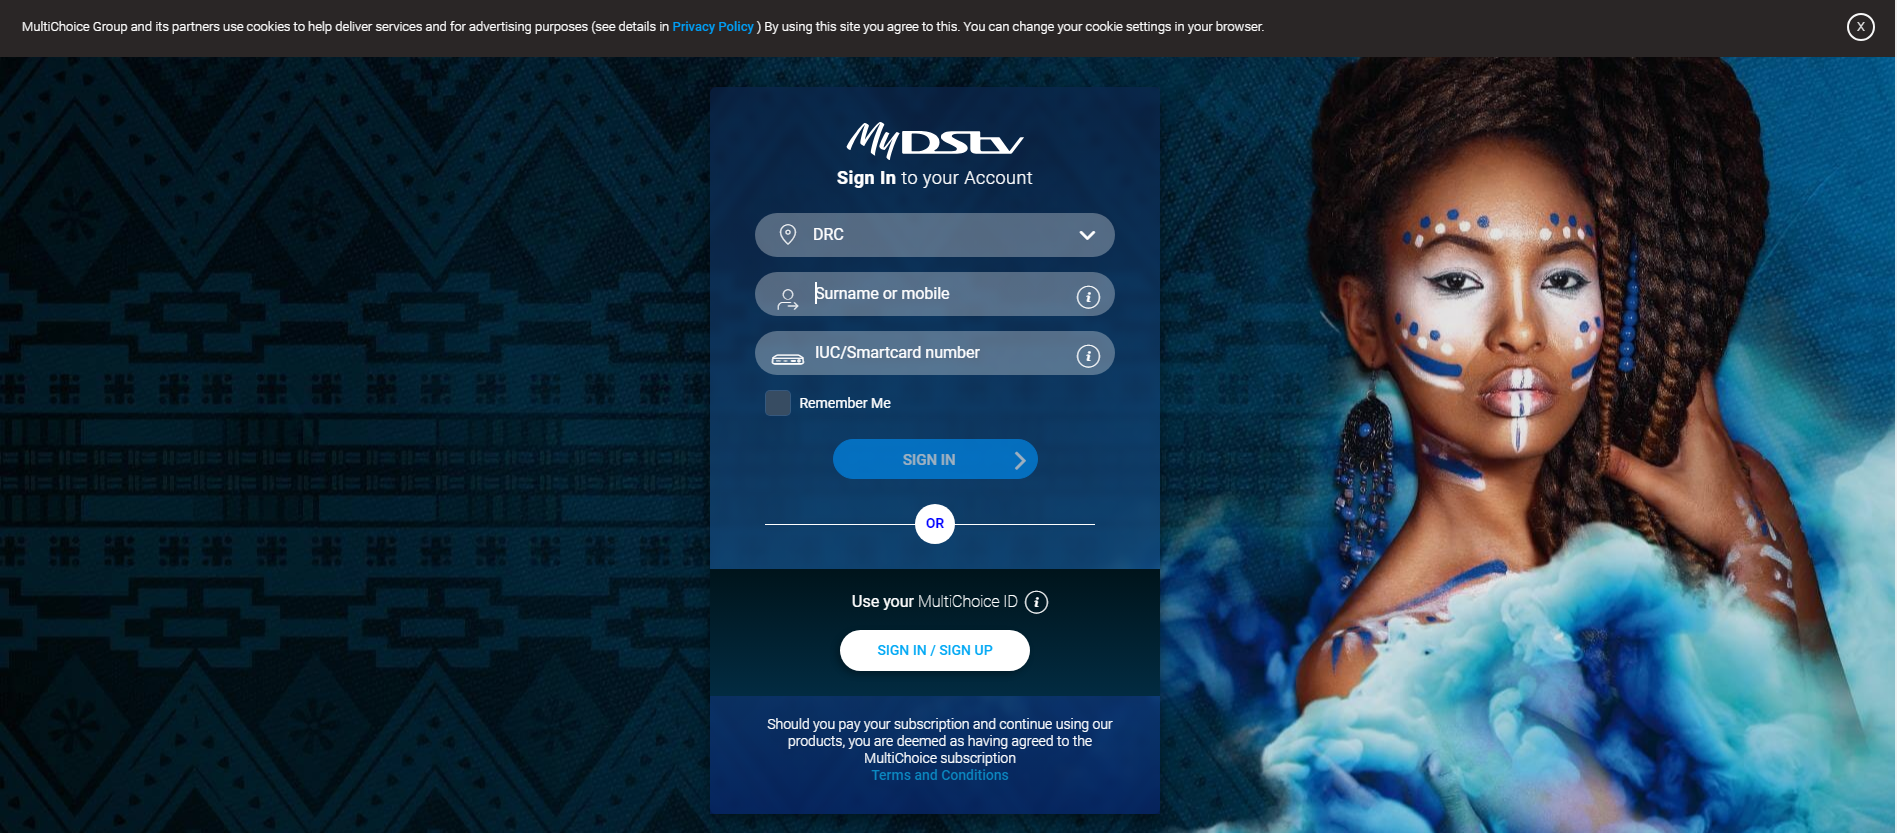 MultiChoice Group and its partners use cookies to help deliver services and for advertising purposes (see details in Privacy Policy ) By using this site you agree to this. You can change your cookie settings in your browser.
X
My DStv
Sign In to your Account
DRC
Surname or mobile
i
IUC/Smartcard number
i
Remember Me
SIGN IN
OR
Use your MultiChoice ID i
SIGN IN / SIGN UP
Should you pay your subscription and continue using our
products, you are deemed as having agreed to the
MultiChoice subscription
Terms and Conditions